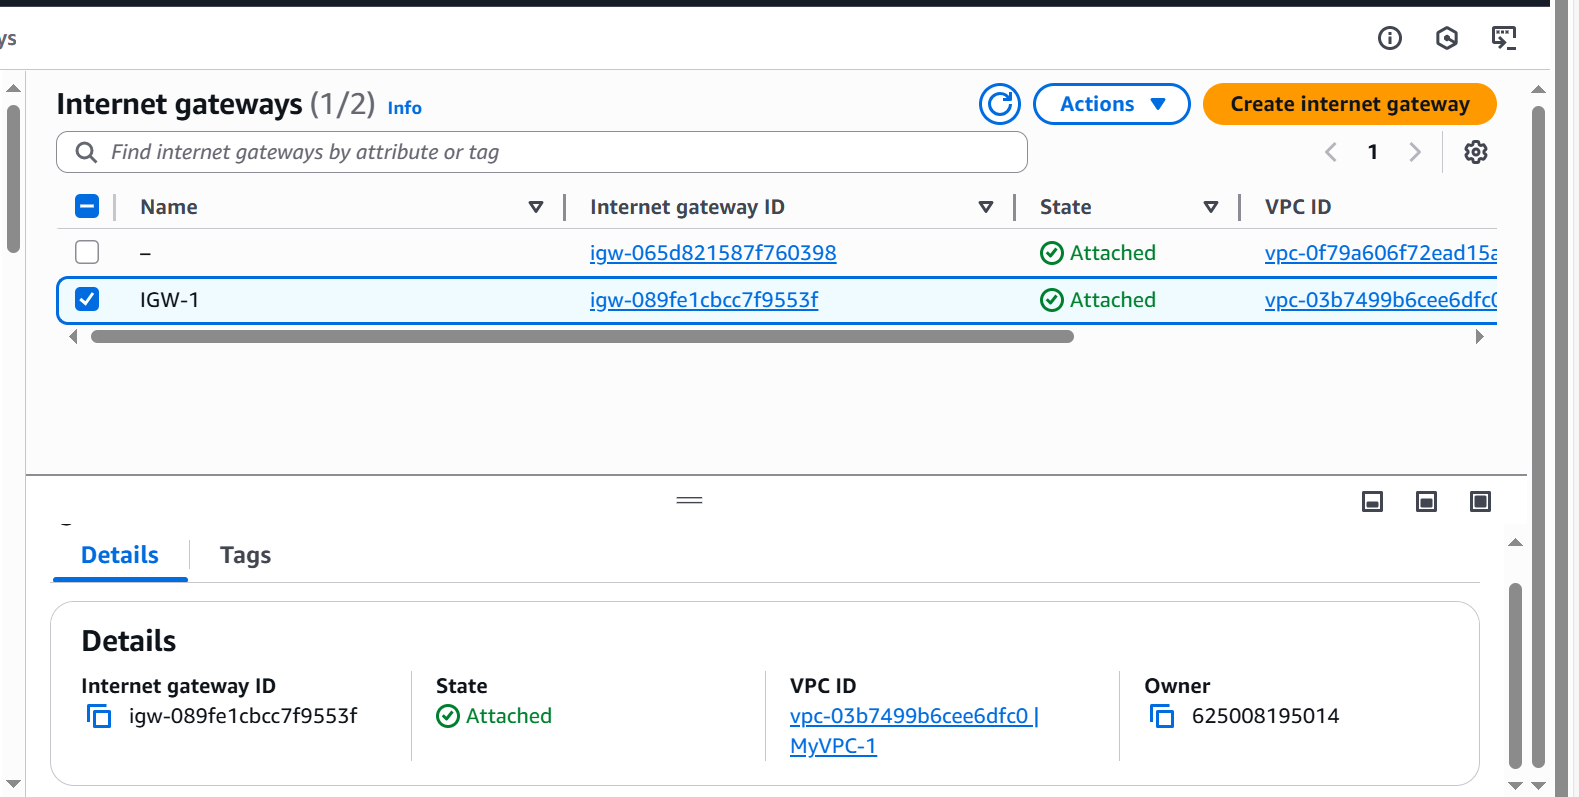 ys
Internet gateways (1/2) Info
Actions
Create internet gateway
Find internet gateways by attribute or tag
1
Name Internet gateway ID State VPC ID
– igw-065d821587f760398 Attached vpc-0f79a606f72ead15a
IGW-1 igw-089fe1cbcc7f9553f Attached vpc-03b7499b6cee6dfc0
Details Tags
Details
Internet gateway ID State VPC ID Owner
igw-089fe1cbcc7f9553f Attached vpc-03b7499b6cee6dfc0 | 625008195014
MyVPC-1